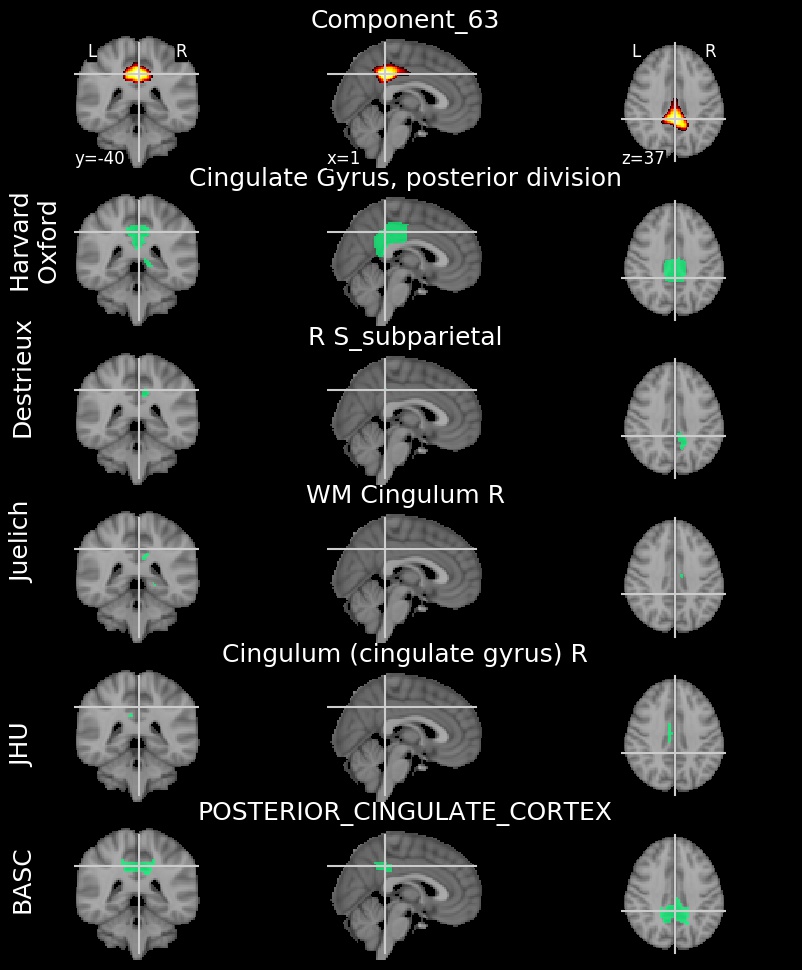 Component_63
L R L R
y=-40 x=1 z=37
Cingulate Gyrus, posterior division
Harvard
Oxford
R S_subparietal
Destrieux
WM Cingulum R
Juelich
Cingulum (cingulate gyrus) R
JHU
POSTERIOR_CINGULATE_CORTEX
BASC